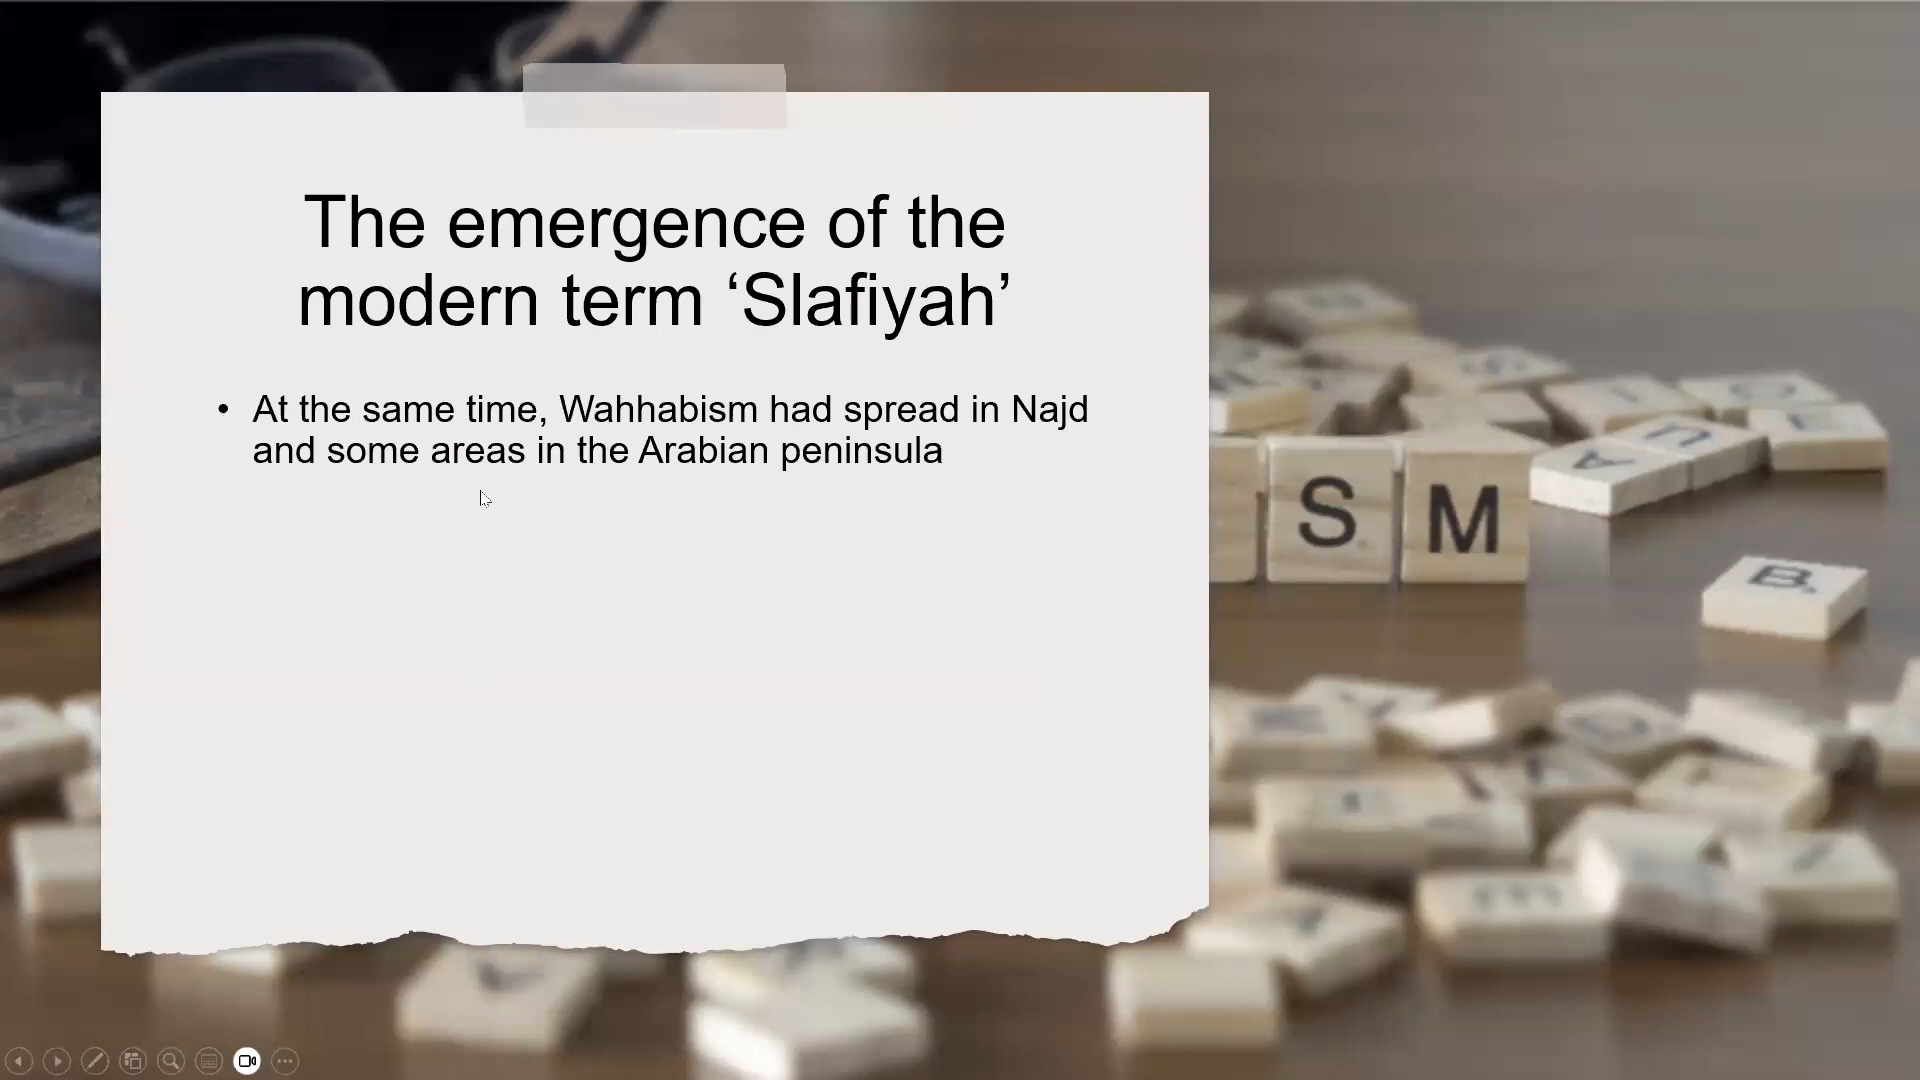 The emergence of the
modern term ‘Slafiyah’
• At the same time, Wahhabism had spread in Najd
and some areas in the Arabian peninsula
S M
A U
B